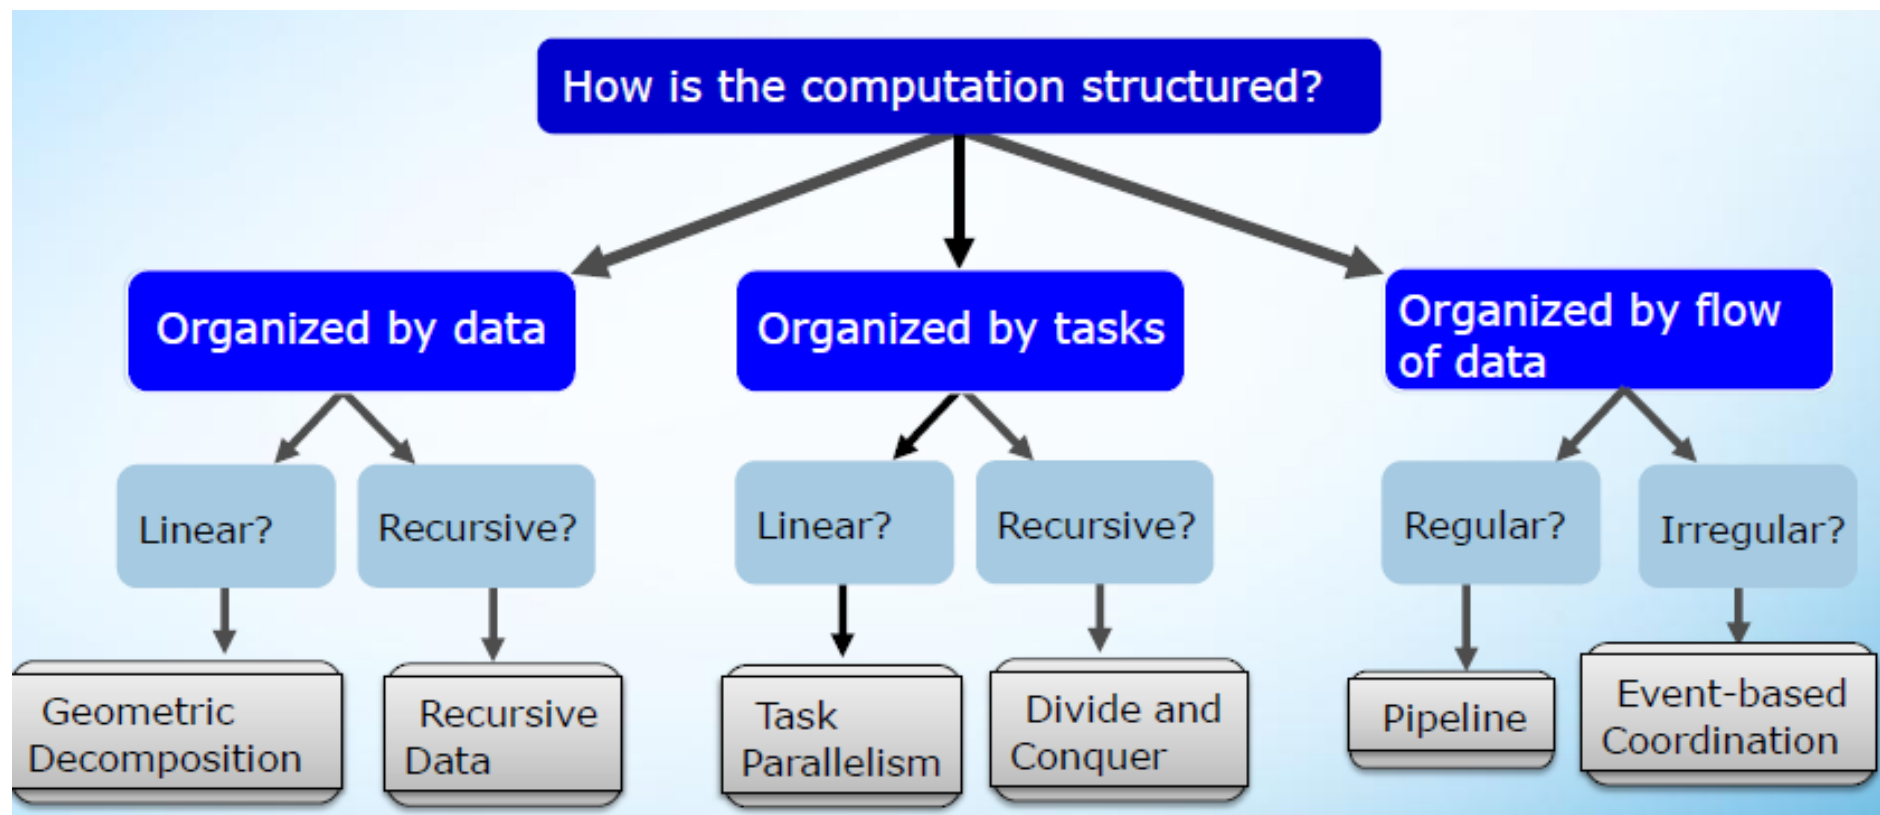 How is the computation structured?
Organized by data
Organized by tasks
Organized by flow
of data
Linear?
Recursive?
Linear?
Recursive?
Regular?
Irregular?
Geometric
Decomposition
Recursive
Data
Task
Parallelism
Divide and
Conquer
Pipeline
Event-based
Coordination